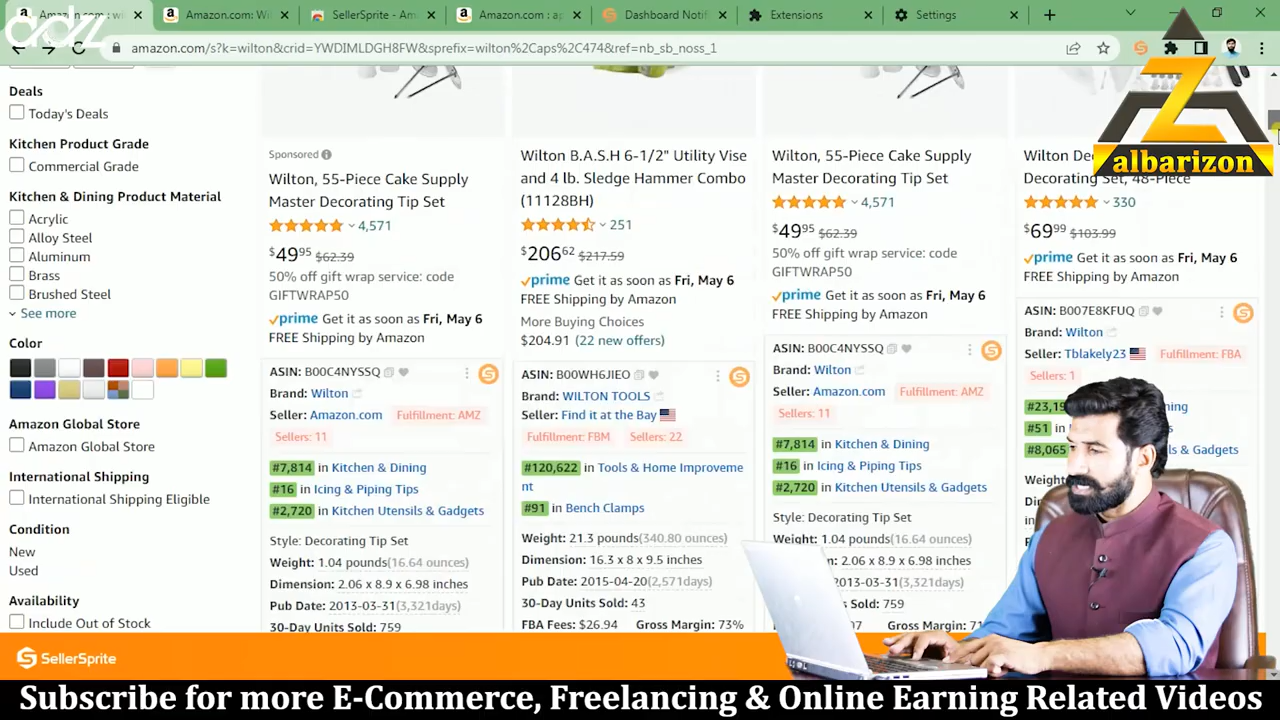 Amazon.com : wi
Amazon.com: Wi
SellerSprite - Am
Amazon.com : ap
Dashboard Notifi
Extensions
Settings
adz
amazon.com/s?k=wilton&crid=YWDIMLDGH8FW&sprefix=wilton%2Caps%2C474&ref=nb_sb_noss_1
Z
albarizon
Deals
Today's Deals
Kitchen Product Grade
Commercial Grade
Kitchen & Dining Product Material
Acrylic
Alloy Steel
Aluminum
Brass
Brushed Steel
See more
Color
Amazon Global Store
Amazon Global Store
International Shipping
International Shipping Eligible
Condition
New
Used
Availability
Include Out of Stock
Sponsored
Wilton, 55-Piece Cake Supply
Master Decorating Tip Set
4,571
$49.95 $62.39
50% off gift wrap service: code
GIFTWRAP50
prime Get it as soon as Fri, May 6
FREE Shipping by Amazon
ASIN: B00C4NYSSQ
Brand: Wilton
Seller: Amazon.com Fulfillment: AMZ
Sellers: 11
#7,814 in Kitchen & Dining
#16 in Icing & Piping Tips
#2,720 in Kitchen Utensils & Gadgets
Style: Decorating Tip Set
Weight: 1.04 pounds(16.64 ounces)
Dimension: 2.06 x 8.9 x 6.98 inches
Pub Date: 2013-03-31(3,321days)
30-Day Units Sold: 759
Wilton B.A.S.H 6-1/2" Utility Vise
and 4 lb. Sledge Hammer Combo
(11128BH)
251
$206.62 $217.59
prime Get it as soon as Fri, May 6
FREE Shipping by Amazon
More Buying Choices
$204.91 (22 new offers)
ASIN: B00WH6JIEO
Brand: WILTON TOOLS
Seller: Find it at the Bay
Fulfillment: FBM Sellers: 22
#120,622 in Tools & Home Improveme
nt
#91 in Bench Clamps
Weight: 21.3 pounds(340.80 ounces)
Dimension: 16.3 x 8 x 9.5 inches
Pub Date: 2015-04-20(2,571days)
30-Day Units Sold: 43
FBA Fees: $26.94 Gross Margin: 73%
Wilton, 55-Piece Cake Supply
Master Decorating Tip Set
4,571
$49.95 $62.39
50% off gift wrap service: code
GIFTWRAP50
prime Get it as soon as Fri, May 6
FREE Shipping by Amazon
ASIN: B00C4NYSSQ
Brand: Wilton
Seller: Amazon.com Fulfillment: AMZ
Sellers: 11
#7,814 in Kitchen & Dining
#16 in Icing & Piping Tips
#2,720 in Kitchen Utensils & Gadgets
Style: Decorating Tip Set
Weight: 1.04 pounds(16.64 ounces)
2.06 x 8.9 x 6.98 inches
2013-03-31(3,321days)
Sold: 759
Wilton De
Decorating Set, 48-Piece
330
$69.99 $103.99
prime Get it as soon as Fri, May 6
FREE Shipping by Amazon
ASIN: B007E8KFUQ
Brand: Wilton
Seller: Tblakely23 Fulfillment: FBA
Sellers: 1
#51 in
#8,065 ls & Gadgets
SellerSprite
Subscribe for more E-Commerce, Freelancing & Online Earning Related Videos